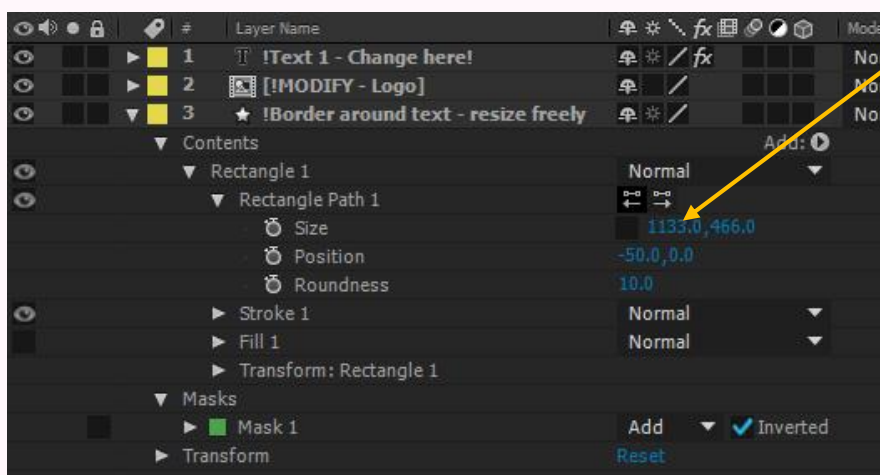 # Layer Name fx Mode
1 T !Text 1 - Change here! fx No
2 [!MODIFY - Logo] No
3 !Border around text - resize freely No
Contents Add:
Rectangle 1 Normal
Rectangle Path 1
Size 1133.0,466.0
Position -50.0,0.0
Roundness 10.0
Stroke 1 Normal
Fill 1 Normal
Transform: Rectangle 1
Masks
Mask 1 Add Inverted
Transform Reset